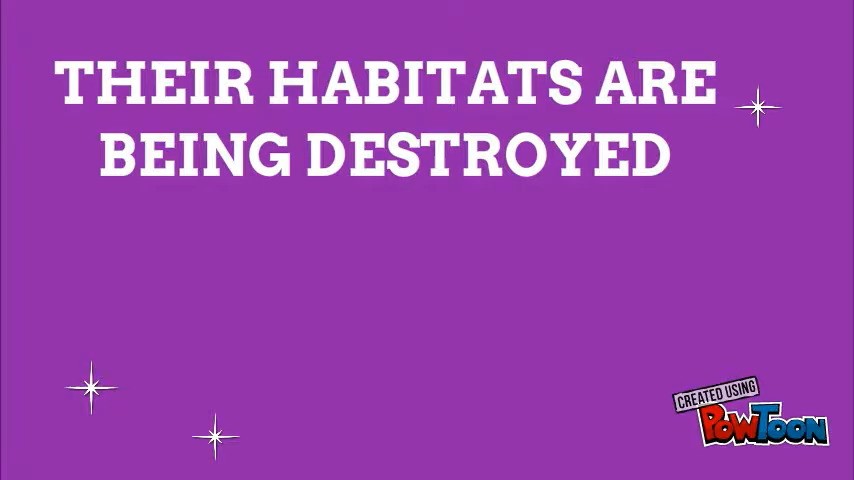 THEIR HABITATS ARE
BEING DESTROYED
CREATED USING
POWTOON